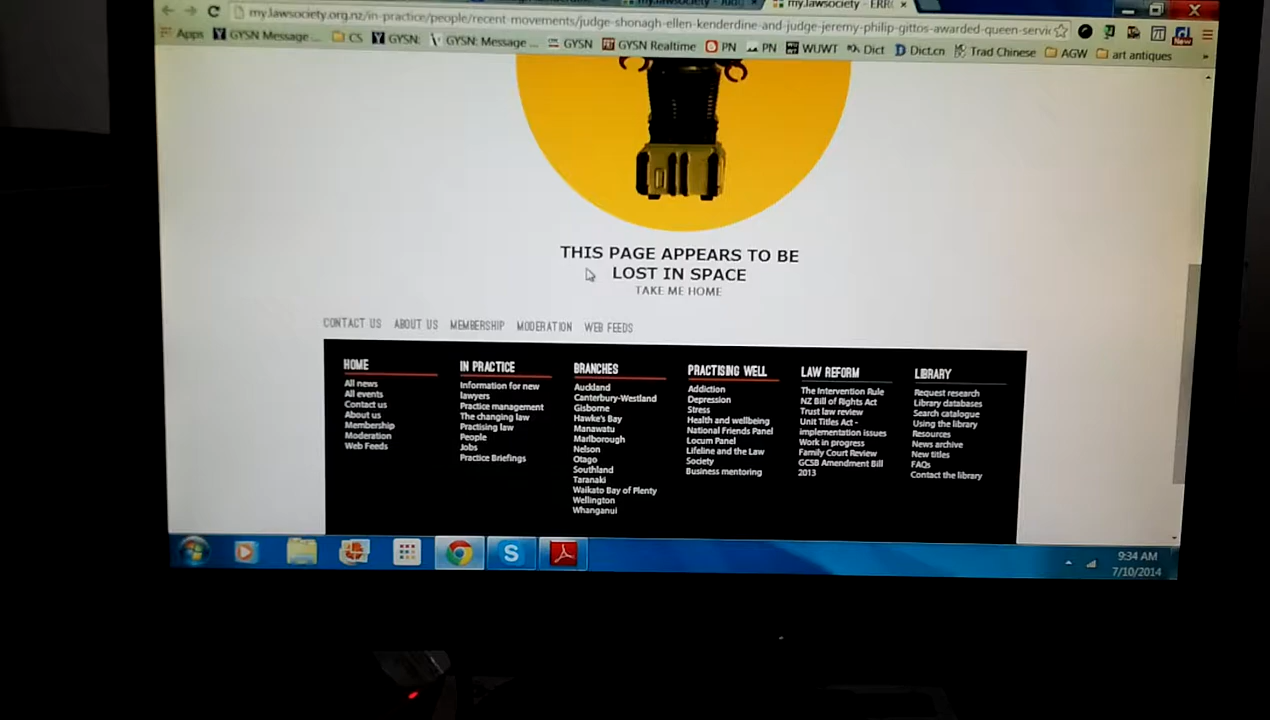 my.lawsociety - ERR
my.lawsociety.org.nz/in-practice/people/recent-movements/judge-shonagh-ellen-kenderdine-and-judge-jeremy-philip-gittos-awarded-queen-servic
Apps GYSN Message ... CS GYSN: GYSN: Message ... GYSN GYSN Realtime PN PN WUWT Dict Dict.cn Trad Chinese AGW art antiques »
THIS PAGE APPEARS TO BE
LOST IN SPACE
TAKE ME HOME
CONTACT US ABOUT US MEMBERSHIP MODERATION WEB FEEDS
HOME
All news
All events
Contact us
About us
Membership
Moderation
Web Feeds
IN PRACTICE
Information for new
lawyers
Practice management
The changing law
Practising law
People
Jobs
Practice Briefings
BRANCHES
Auckland
Canterbury-Westland
Gisborne
Hawke's Bay
Manawatu
Marlborough
Nelson
Otago
Southland
Taranaki
Waikato Bay of Plenty
Wellington
Whanganui
PRACTISING WELL
Addiction
Depression
Stress
Health and wellbeing
National Friends Panel
Locum Panel
Lifeline and the Law
Society
Business mentoring
LAW REFORM
The Intervention Rule
NZ Bill of Rights Act
Trust law review
Unit Titles Act -
implementation issues
Work in progress
Family Court Review
GCSB Amendment Bill
2013
LIBRARY
Request research
Library databases
Search catalogue
Using the library
Resources
News archive
New titles
FAQs
Contact the library
9:34 AM
7/10/2014